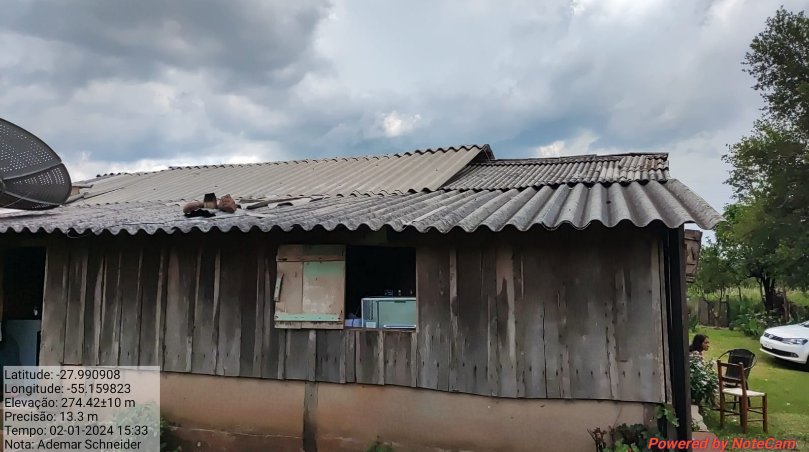 Latitude: -27.990908
Longitude: -55.159823
Elevação: 274.42±10 m
Precisão: 13.3 m
Tempo: 02-01-2024 15:33
Nota: Ademar Schneider
Powered by NoteCam